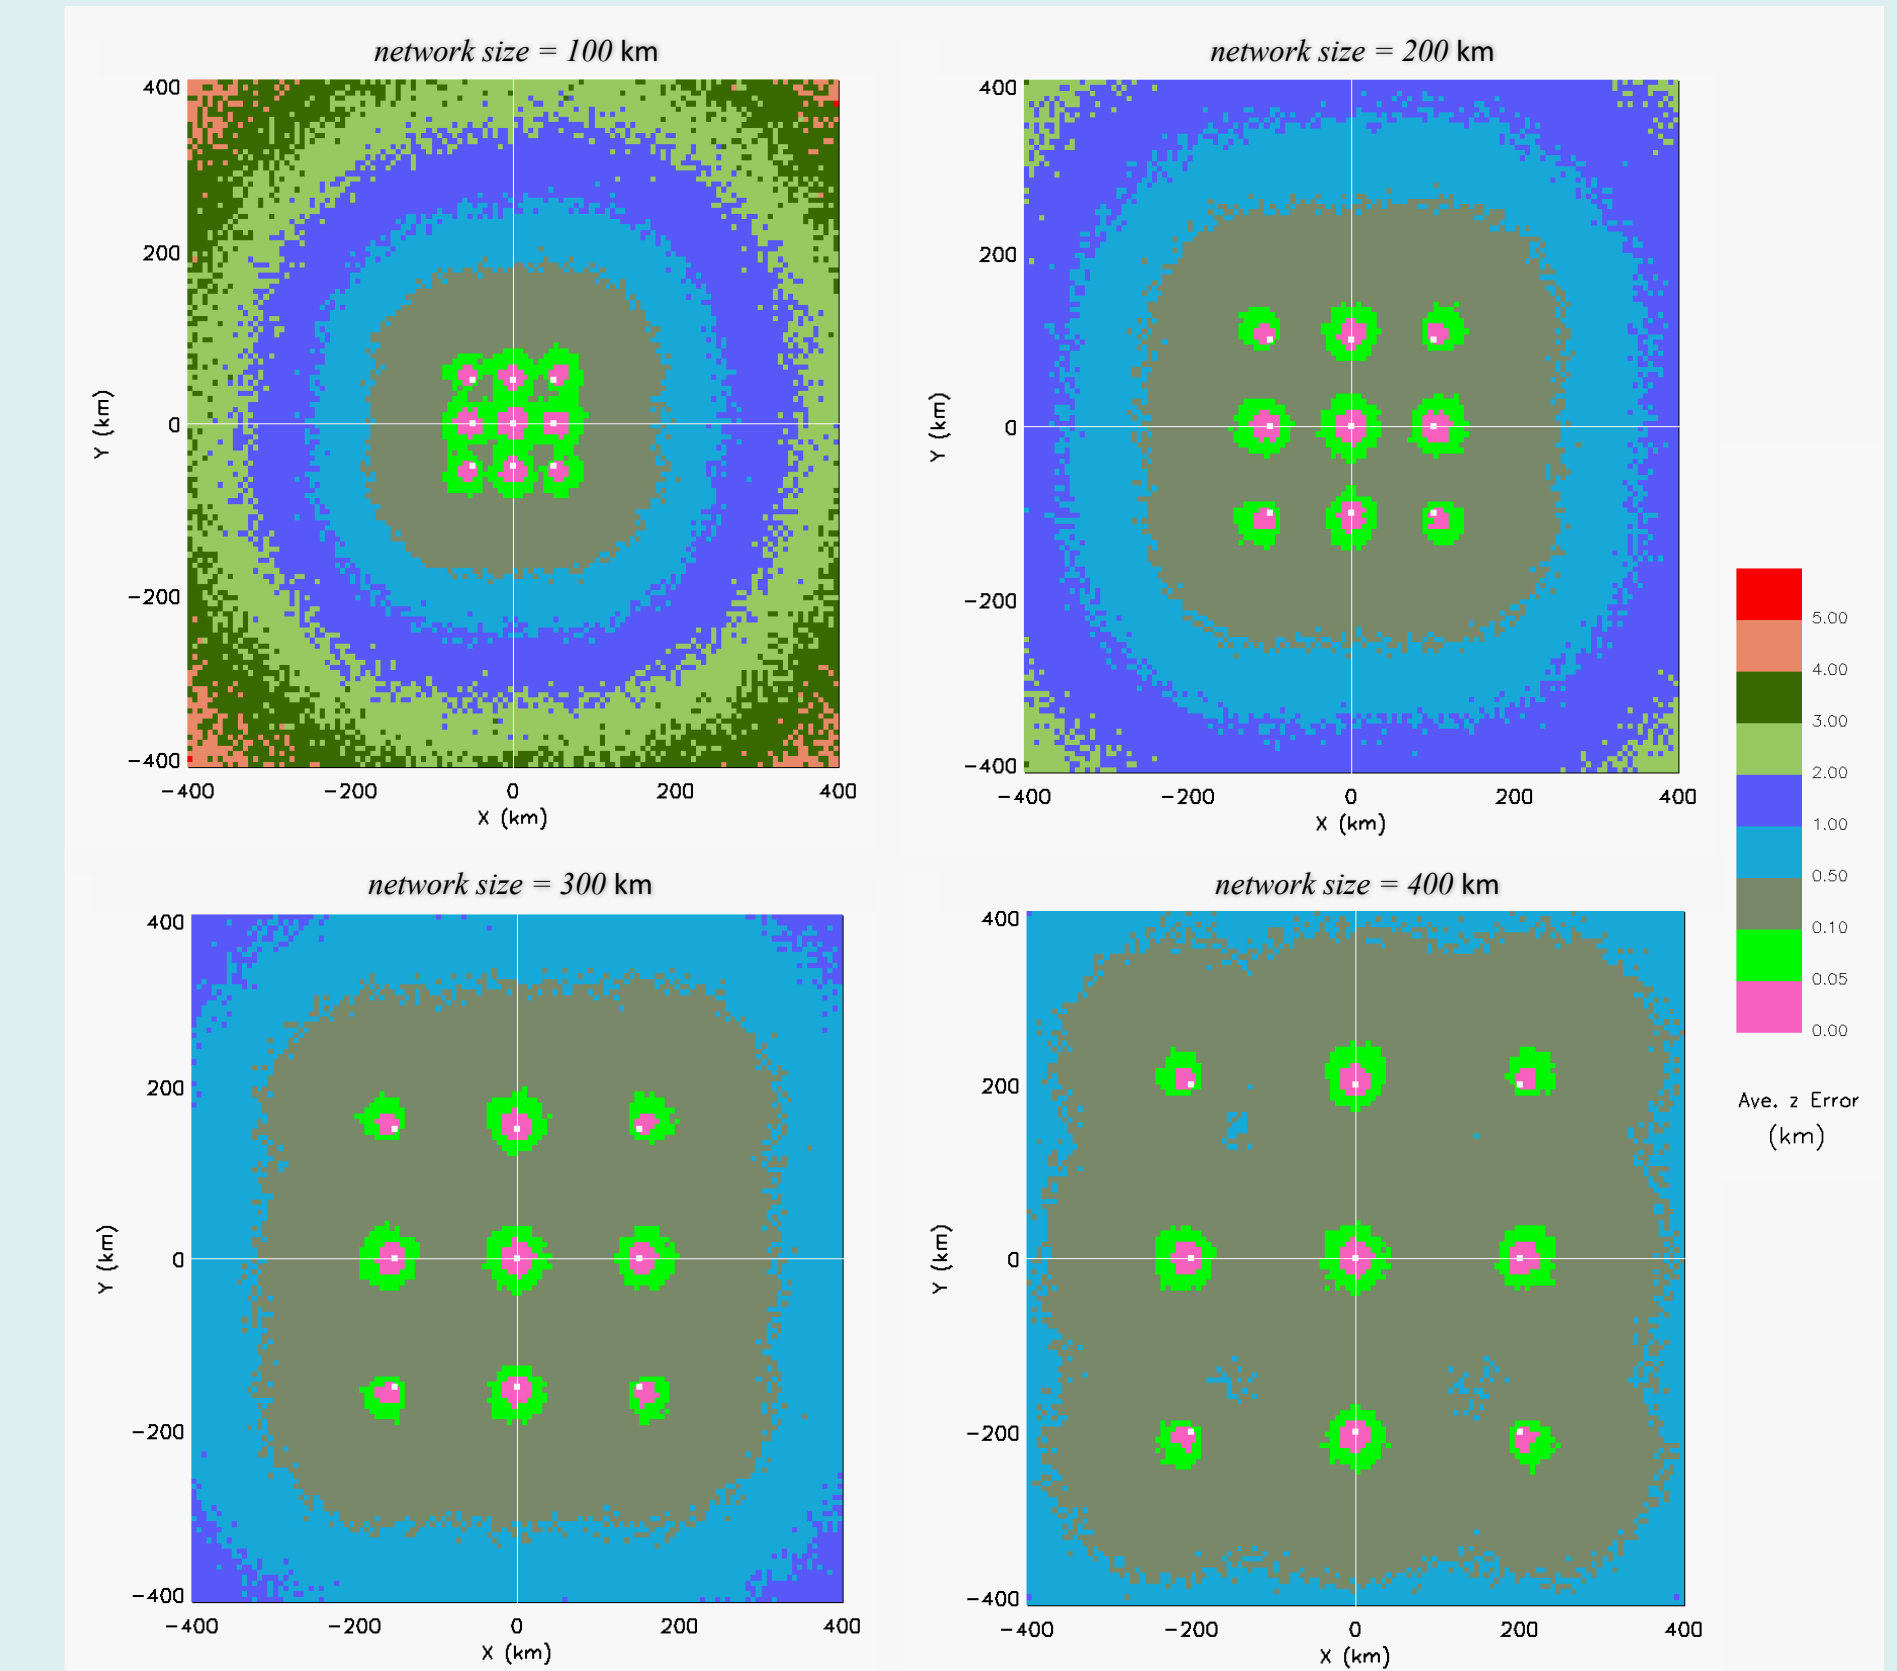 network size = 100 km
network size = 200 km
400
200
0
−200
−400
Y (km)
−400 −200 0 200 400
X (km)
400
200
0
−200
−400
Y (km)
−400 −200 0 200 400
X (km)
network size = 300 km
network size = 400 km
400
200
0
−200
−400
Y (km)
−400 −200 0 200 400
X (km)
400
200
0
−200
−400
Y (km)
−400 −200 0 200 400
X (km)
5.00
4.00
3.00
2.00
1.00
0.50
0.10
0.05
0.00
Ave. z Error
(km)